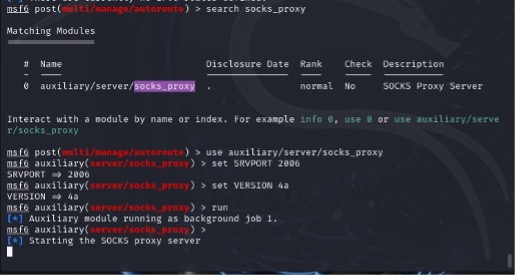 msf6 post(multi/manage/autoroute) > search socks_proxy
Matching Modules
# Name Disclosure Date Rank Check Description
0 auxiliary/server/socks_proxy . normal No SOCKS Proxy Server
Interact with a module by name or index. For example info 0, use 0 or use auxiliary/serve
r/socks_proxy
msf6 post(multi/manage/autoroute) > use auxiliary/server/socks_proxy
msf6 auxiliary(server/socks_proxy) > set SRVPORT 2006
SRVPORT => 2006
msf6 auxiliary(server/socks_proxy) > set VERSION 4a
VERSION => 4a
msf6 auxiliary(server/socks_proxy) > run
[*] Auxiliary module running as background job 1.
msf6 auxiliary(server/socks_proxy) >
[*] Starting the SOCKS proxy server